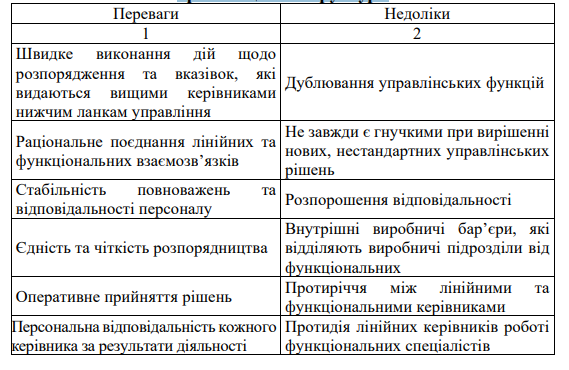 Переваги
Недоліки
1
2
Швидке виконання дій щодо
розпорядження та вказівок, які
видаються вищими керівниками
нижчим ланкам управління
Дублювання управлінських функцій
Раціональне поєднання лінійних та
функціональних взаємозв’язків
Не завжди є гнучкими при вирішенні
нових, нестандартних управлінських
рішень
Стабільність повноважень та
відповідальності персоналу
Розпорошення відповідальності
Єдність та чіткість розпорядництва
Внутрішні виробничі бар’єри, які
відділяють виробничі підрозділи від
функціональних
Оперативне прийняття рішень
Протиріччя між лінійними та
функціональними керівниками
Персональна відповідальність кожного
керівника за результати діяльності
Протидія лінійних керівників роботі
функціональних спеціалістів